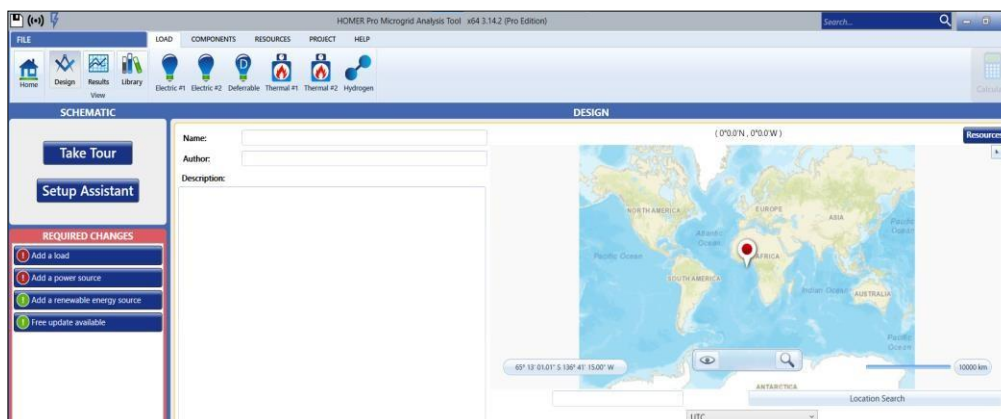 HOMER Pro Microgrid Analysis Tool x64 3.14.2 (Pro Edition)
Search...
FILE
LOAD COMPONENTS RESOURCES PROJECT HELP
Home Design Results Library
Electric #1 Electric #2 Deferrable Thermal #1 Thermal #2 Hydrogen
View
SCHEMATIC
DESIGN
Take Tour
Setup Assistant
Name:
Author:
Description:
( 0°0.0'N , 0°0.0'W )
Resources
REQUIRED CHANGES
Add a load
Add a power source
Add a renewable energy source
Free update available
NORTH AMERICA
EUROPE
ASIA
Atlantic
Ocean
Pacific
Ocean
Pacific Ocean
AFRICA
SOUTH AMERICA
Indian Ocean
AUSTRALIA
Pacific
Ocean
65° 13' 01.01" S 136° 41' 15.00" W
10000 km
ANTARCTICA
Location Search
UTC